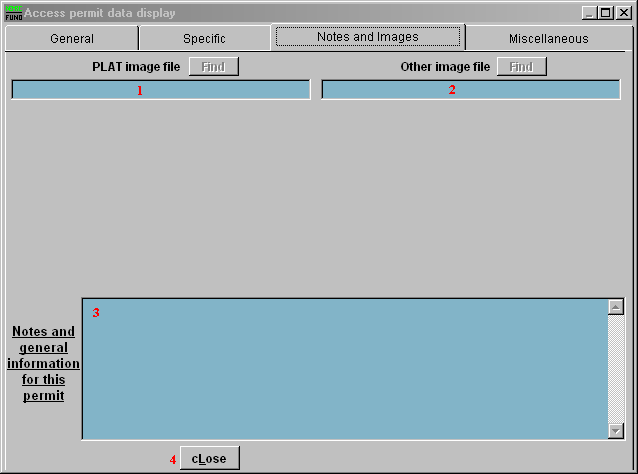 FUND Access permit data display
General Specific Notes and Images Miscellaneous
PLAT image file Find Other image file Find
1 2
3
Notes and
general
information
for this
permit
4 cLose